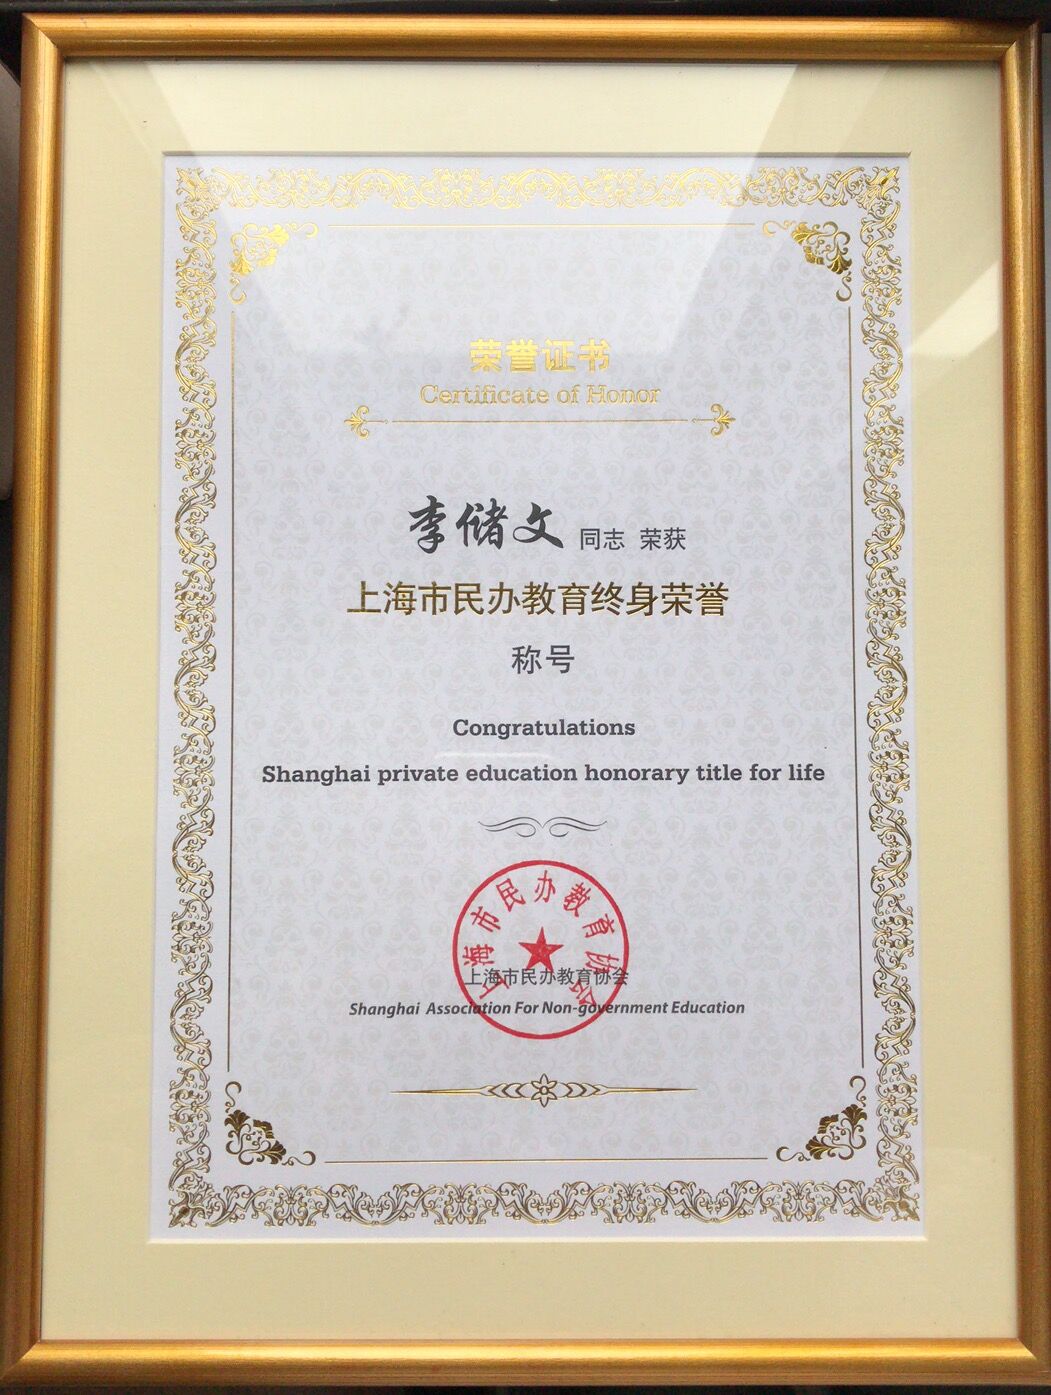 荣誉证书
Certificate of Honor
李储文 同志 荣获
上海市民办教育终身荣誉
称号
Congratulations
Shanghai private education honorary title for life
上海市民办教育协会
上海市民办教育协会
Shanghai Association For Non-government Education